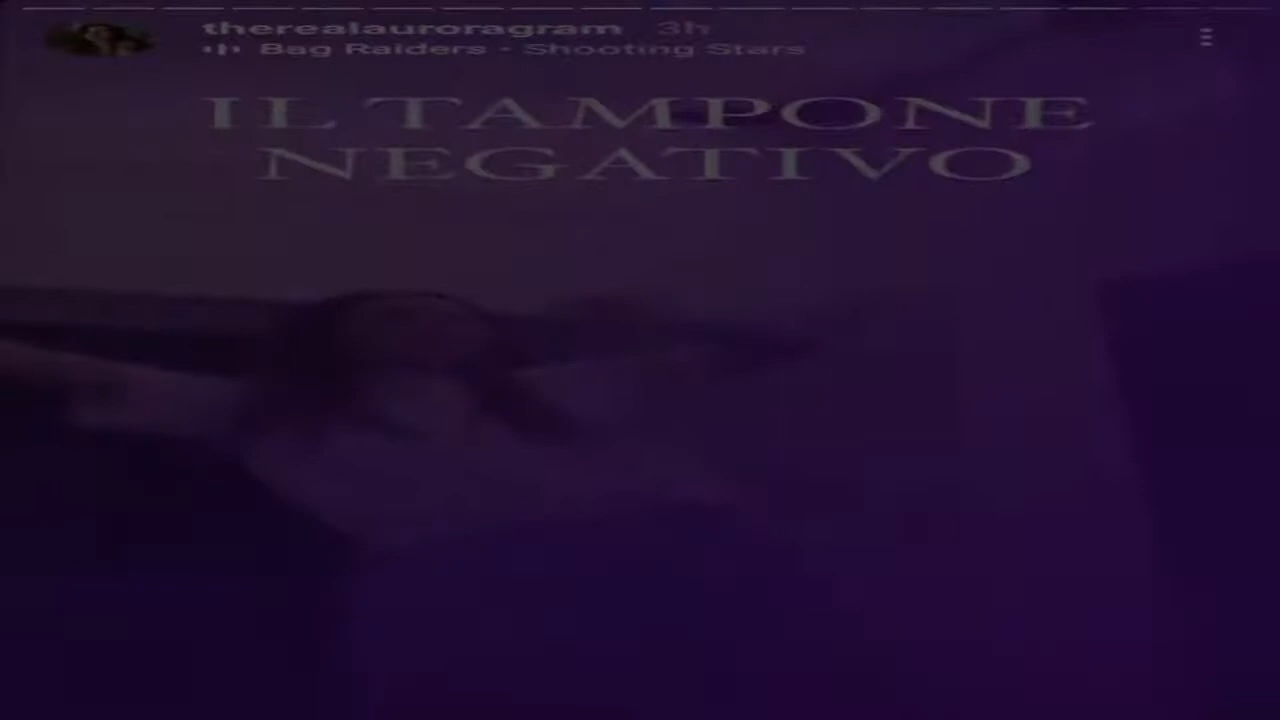 therealauroragram 3h
Bag Raiders · Shooting Stars
IL TAMPONE
NEGATIVO